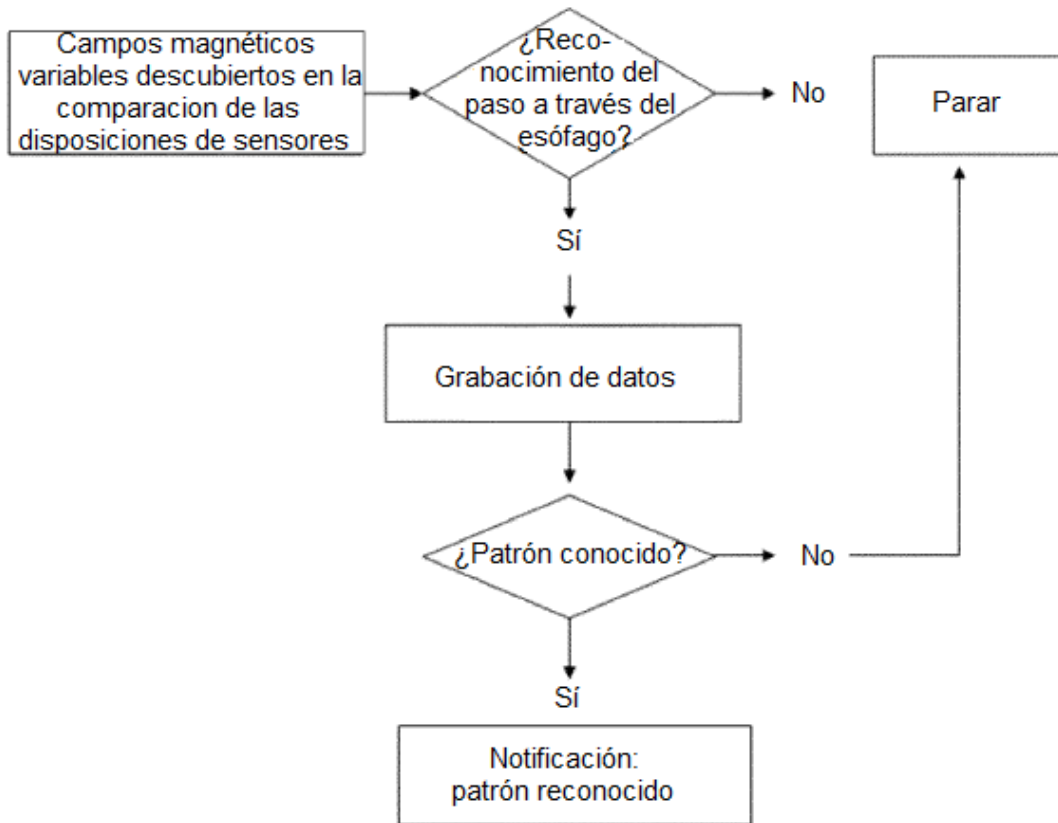 Campos magnéticos
variables descubiertos en la
comparacion de las
disposiciones de sensores
¿Reco-
nocimiento del
paso a través del
esófago?
No
Parar
Sí
Grabación de datos
¿Patrón conocido?
No
Sí
Notificación:
patrón reconocido